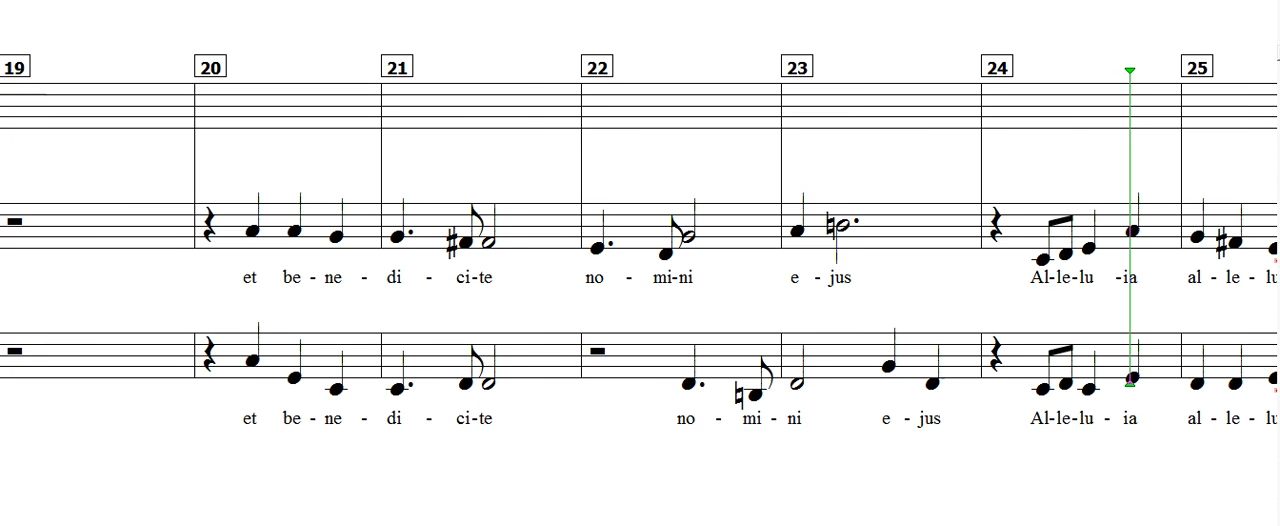 19 20 21 22 23 24 25
et be - ne - di - ci-te no - mi-ni e - jus Al-le-lu -ia al - le - lu
et be - ne - di - ci-te no - mi - ni e - jus Al-le-lu - ia al - le - lu